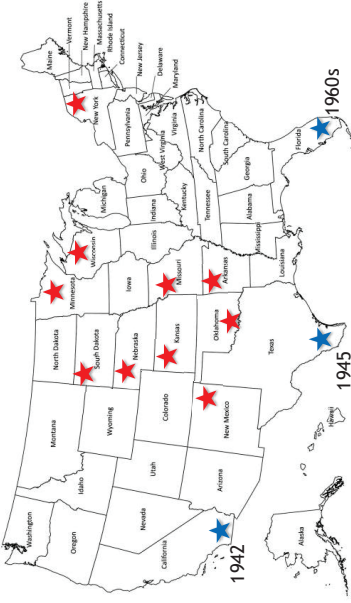 Washington
Oregon
California
Nevada
Idaho
Montana
Wyoming
Utah
Arizona
Colorado
New Mexico
North Dakota
South Dakota
Nebraska
Kansas
Oklahoma
Texas
Minnesota
Iowa
Missouri
Arkansas
Louisiana
Wisconsin
Illinois
Michigan
Indiana
Ohio
Kentucky
Tennessee
Mississippi
Alabama
Georgia
Florida
South Carolina
North Carolina
Virginia
West Virginia
Pennsylvania
New York
Maine
Vermont
New Hampshire
Massachusetts
Rhode Island
Connecticut
New Jersey
Delaware
Maryland
Alaska
Hawaii
1942
1945
1960s